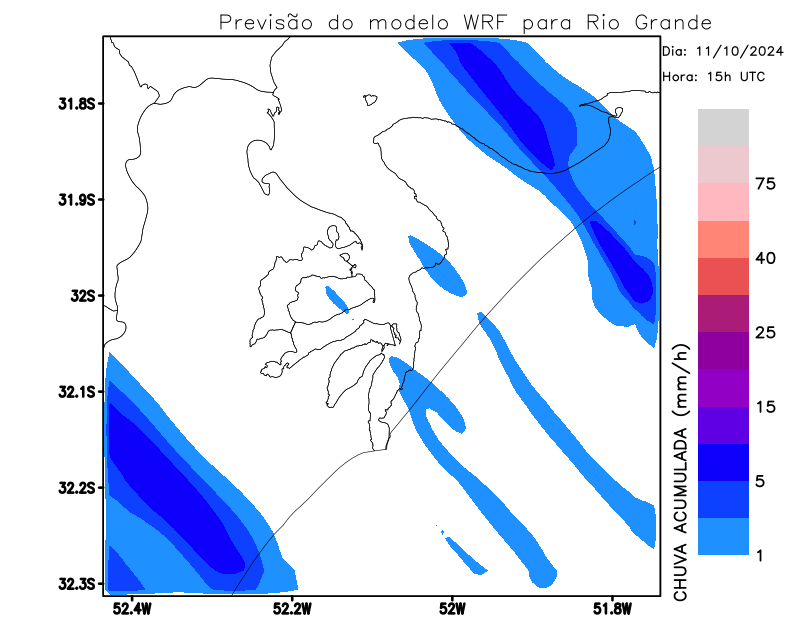 Previsão do modelo WRF para Rio Grande
Dia: 11/10/2024
Hora: 15h UTC
31.8S
31.9S
32S
32.1S
32.2S
32.3S
52.4W
52.2W
52W
51.8W
75
40
25
15
5
1
CHUVA ACUMULADA (mm/h)